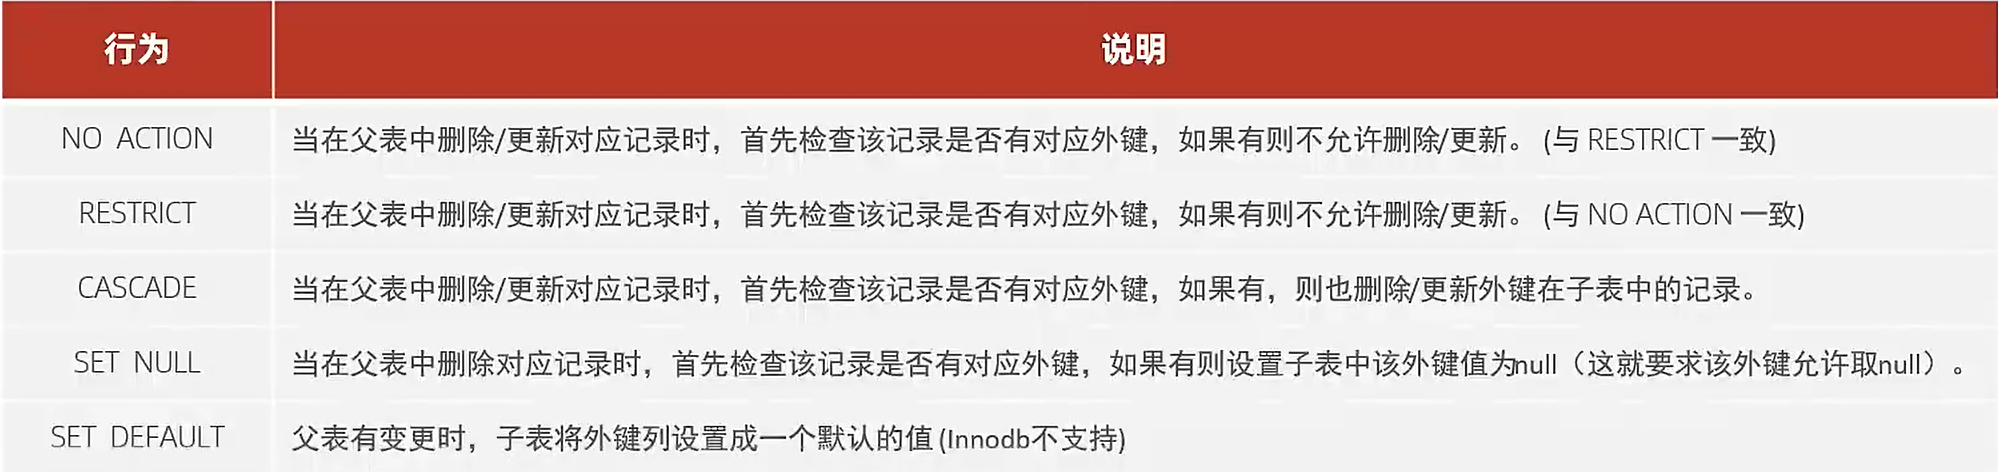 行为 说明
NO ACTION 当在父表中删除/更新对应记录时，首先检查该记录是否有对应外键，如果有则不允许删除/更新。 (与 RESTRICT 一致)
RESTRICT 当在父表中删除/更新对应记录时，首先检查该记录是否有对应外键，如果有则不允许删除/更新。 (与 NO ACTION 一致)
CASCADE 当在父表中删除/更新对应记录时，首先检查该记录是否有对应外键，如果有，则也删除/更新外键在子表中的记录。
SET NULL 当在父表中删除对应记录时，首先检查该记录是否有对应外键，如果有则设置子表中该外键值为null（这就要求该外键允许取null）。
SET DEFAULT 父表有变更时，子表将外键列设置成一个默认的值 (Innodb不支持)